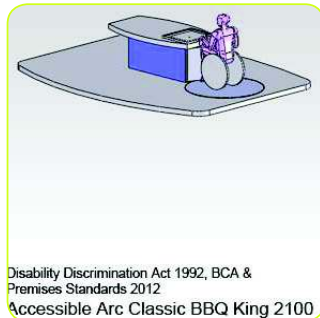 Disability Discrimination Act 1992, BCA &
Premises Standards 2012
Accessible Arc Classic BBQ King 2100